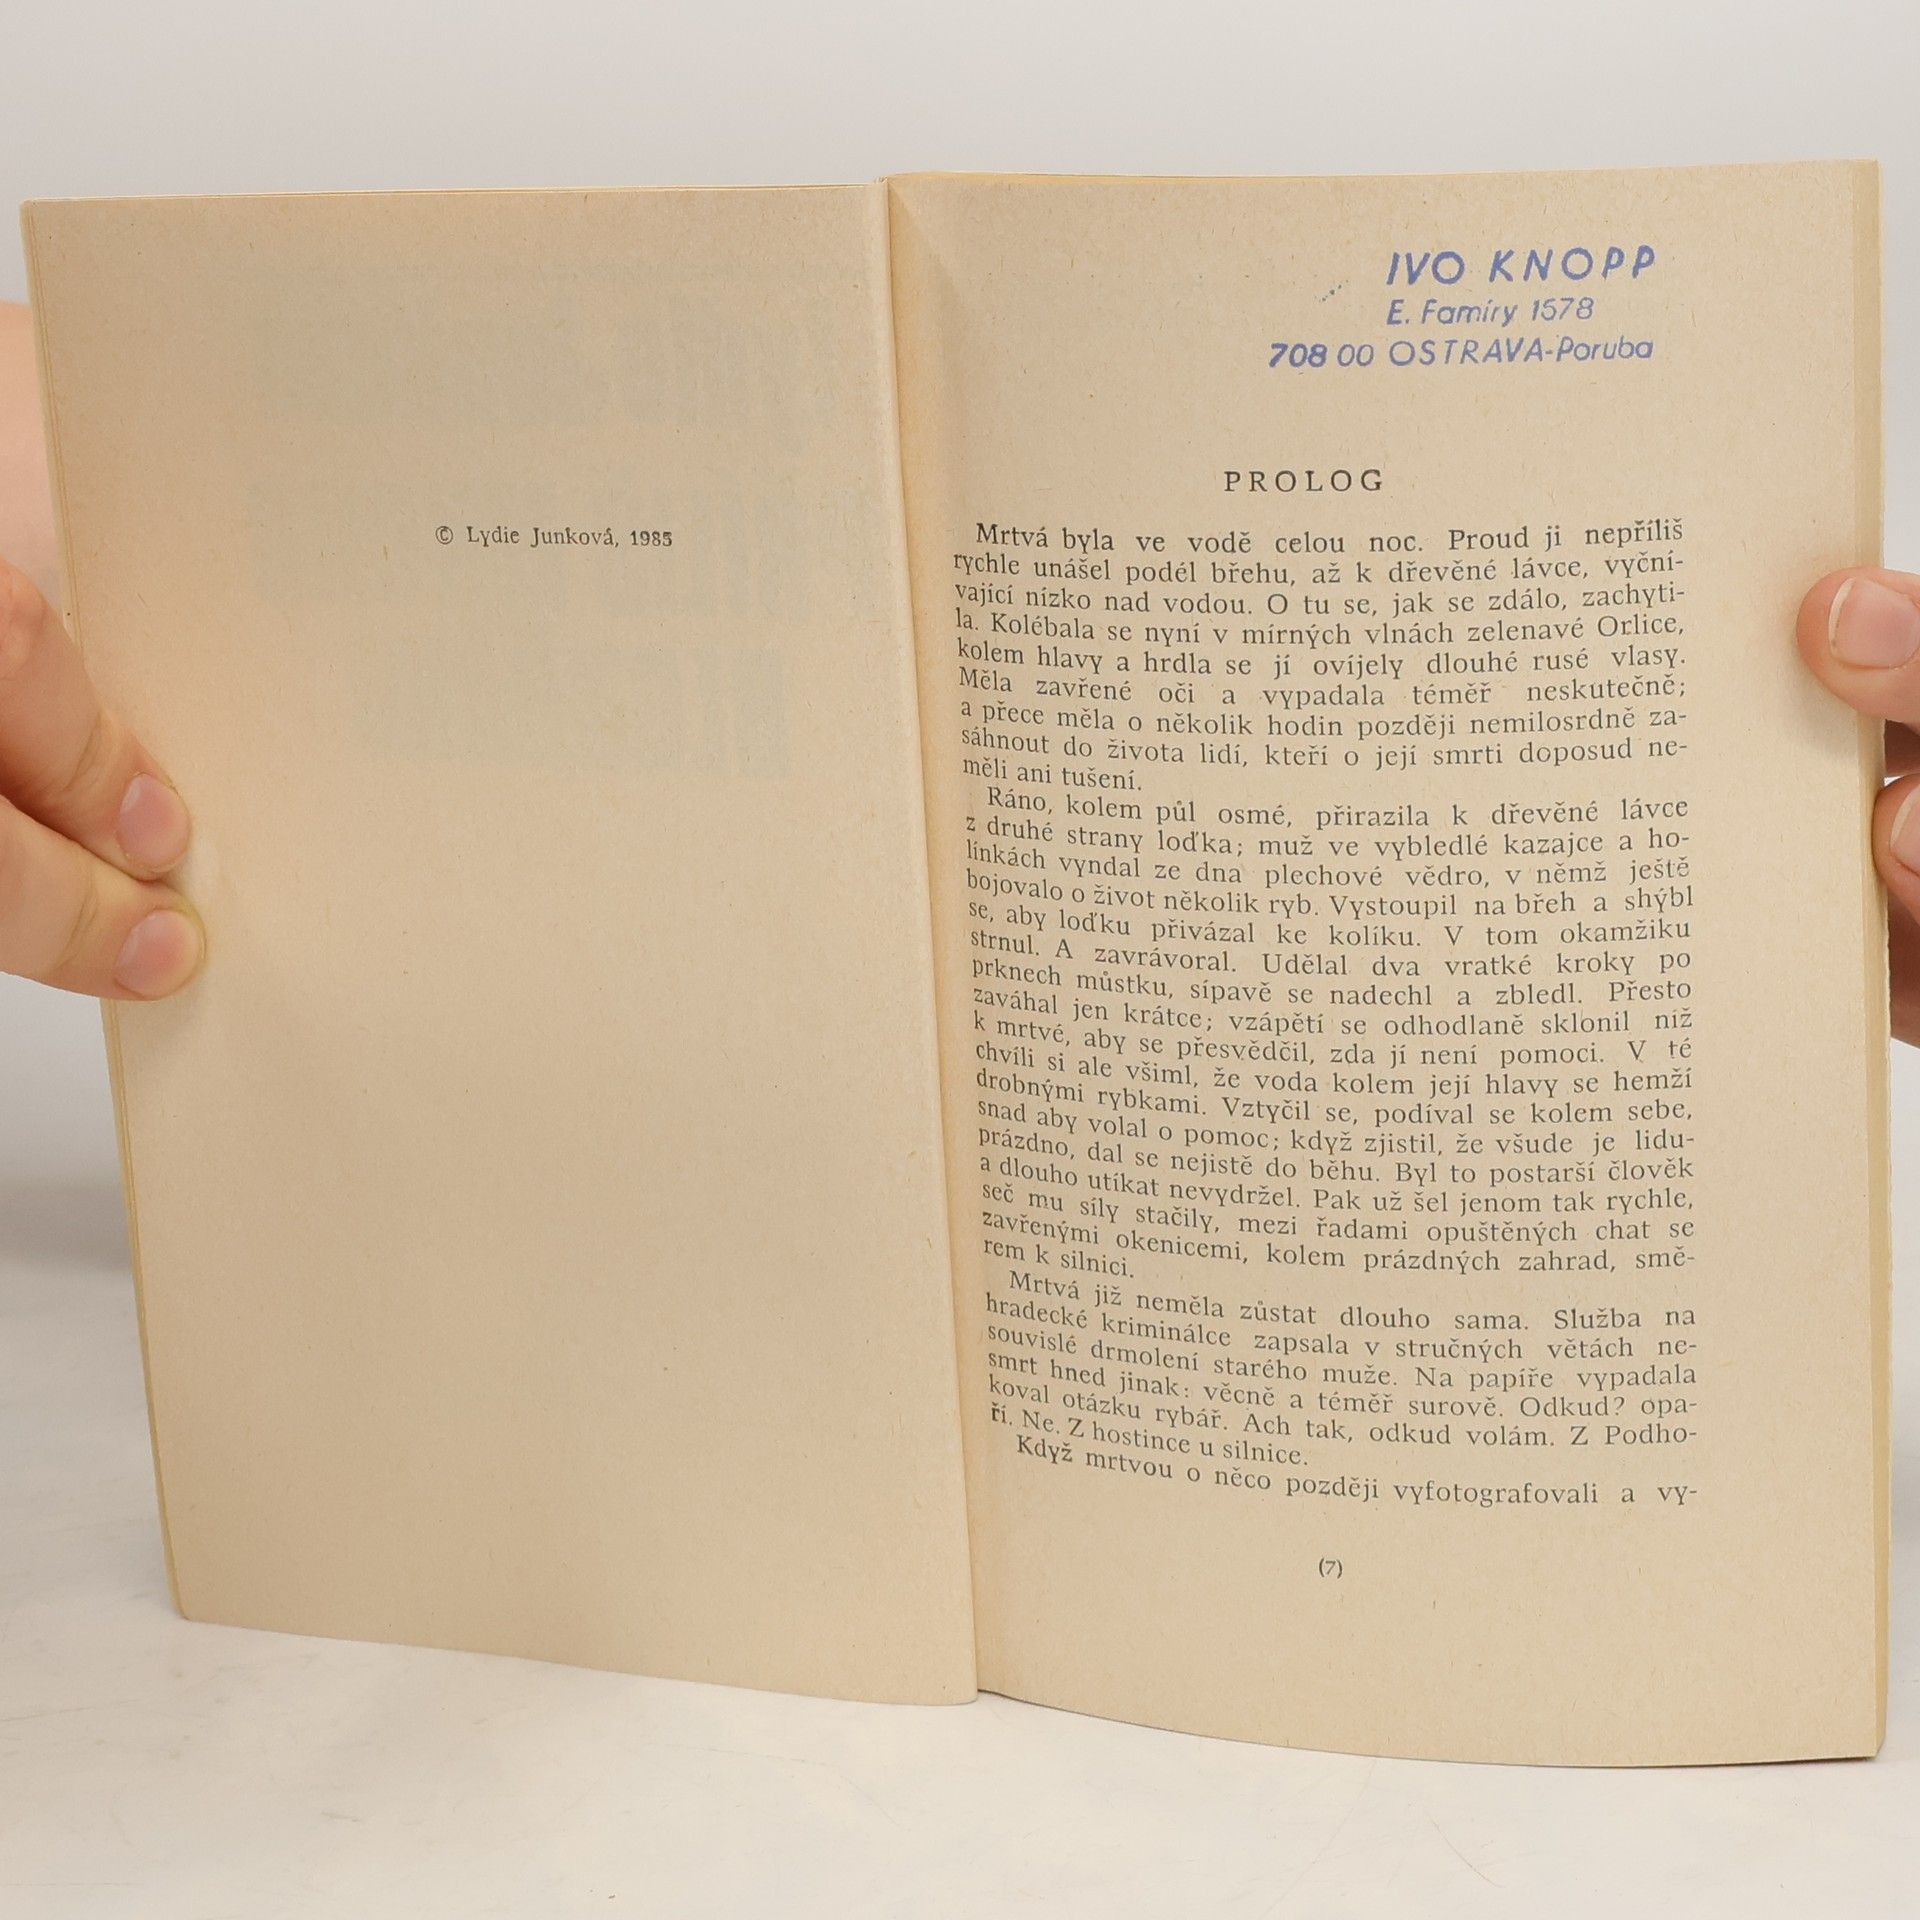 © Lydie Junková, 1985
IVO KNOPP
E. Famíry 1578
708 00 OSTRAVA-Poruba
PROLOG
Mrtvá byla ve vodě celou noc. Proud ji nepříliš
rychle unášel podél břehu, až k dřevěné lávce, vyční-
vající nízko nad vodou. O tu se, jak se zdálo, zachyti-
la. Kolébala se nyní v mírných vlnách zelenavé Orlice,
kolem hlavy a hrdla se jí ovíjely dlouhé rusé vlasy.
Měla zavřené oči a vypadala téměř neskutečně;
a přece měla o několik hodin později nemilosrdně za-
sáhnout do života lidí, kteří o její smrti doposud ne-
měli ani tušení.
Ráno, kolem půl osmé, přirazila k dřevěné lávce
z druhé strany loďka; muž ve vybledlé kazajce a ho-
línkách vyndal ze dna plechové vědro, v němž ještě
bojovalo o život několik ryb. Vystoupil na břeh a shýbl
se, aby loďku přivázal ke kolíku. V tom okamžiku
strnul. A zavrávoral. Udělal dva vratké kroky po
prknech můstku, sípavě se nadechl a zbledl. Přesto
zaváhal jen krátce; vzápětí se odhodlaně sklonil níž
k mrtvé, aby se přesvědčil, zda jí není pomoci. V té
chvíli si ale všiml, že voda kolem její hlavy se hemží
drobnými rybkami. Vztyčil se, podíval se kolem sebe,
snad aby volal o pomoc; když zjistil, že všude je lidu-
prázdno, dal se nejistě do běhu. Byl to postarší člověk
a dlouho utíkat nevydržel. Pak už šel jenom tak rychle,
seč mu síly stačily, mezi řadami opuštěných chat se
zavřenými okenicemi, kolem prázdných zahrad, smě-
rem k silnici.
Mrtvá již neměla zůstat dlouho sama. Služba na
hradecké kriminálce zapsala v stručných větách ne-
souvislé drmolení starého muže. Na papíře vypadala
smrt hned jinak: věcně a téměř surově. Odkud? opa-
koval otázku rybář. Ach tak, odkud volám. Z Podho-
ří. Ne. Z hostince u silnice.
Když mrtvou o něco později vyfotografovali a vy-
(7)